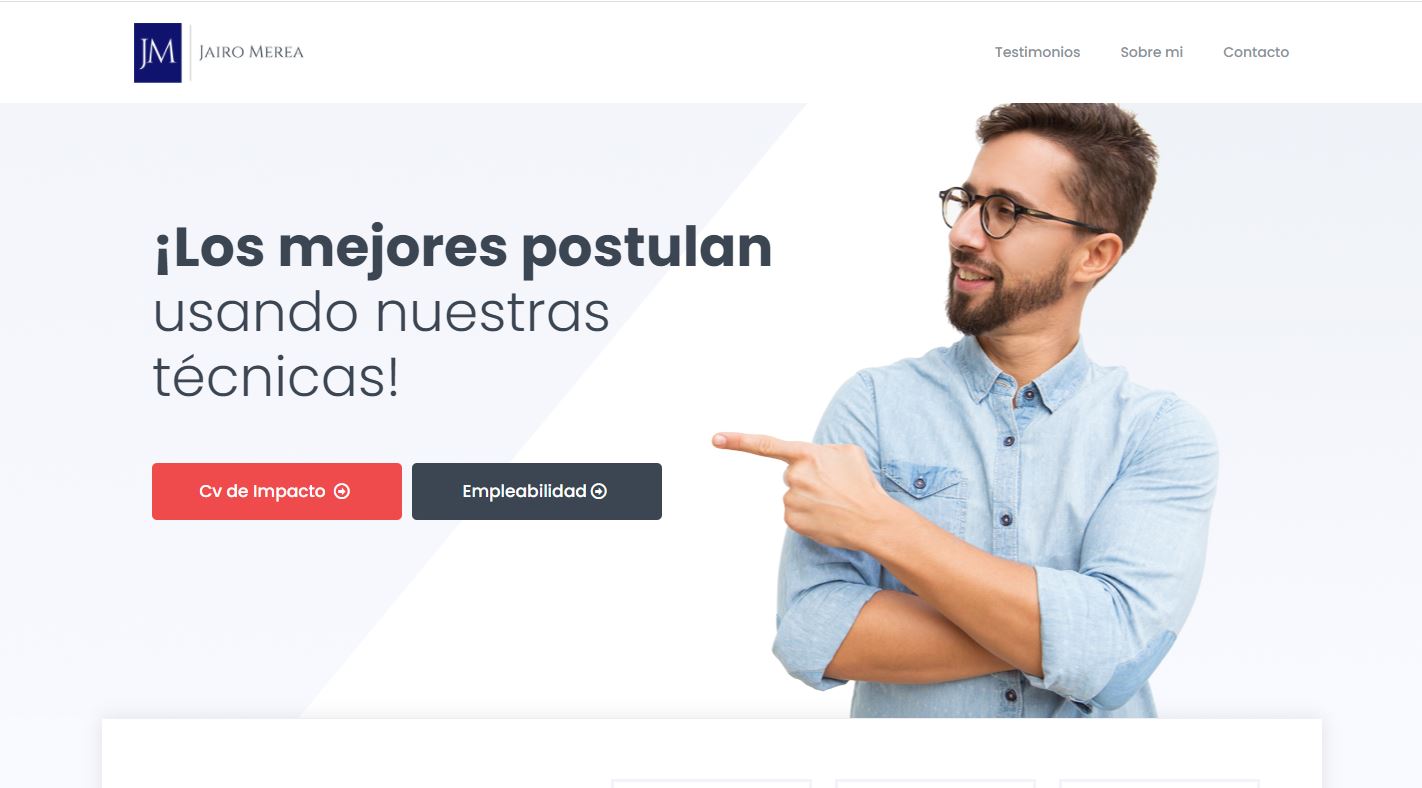 JM
Jairo Merea
Testimonios
Sobre mi
Contacto
¡Los mejores postulan
usando nuestras
técnicas!
Cv de Impacto
Empleabilidad